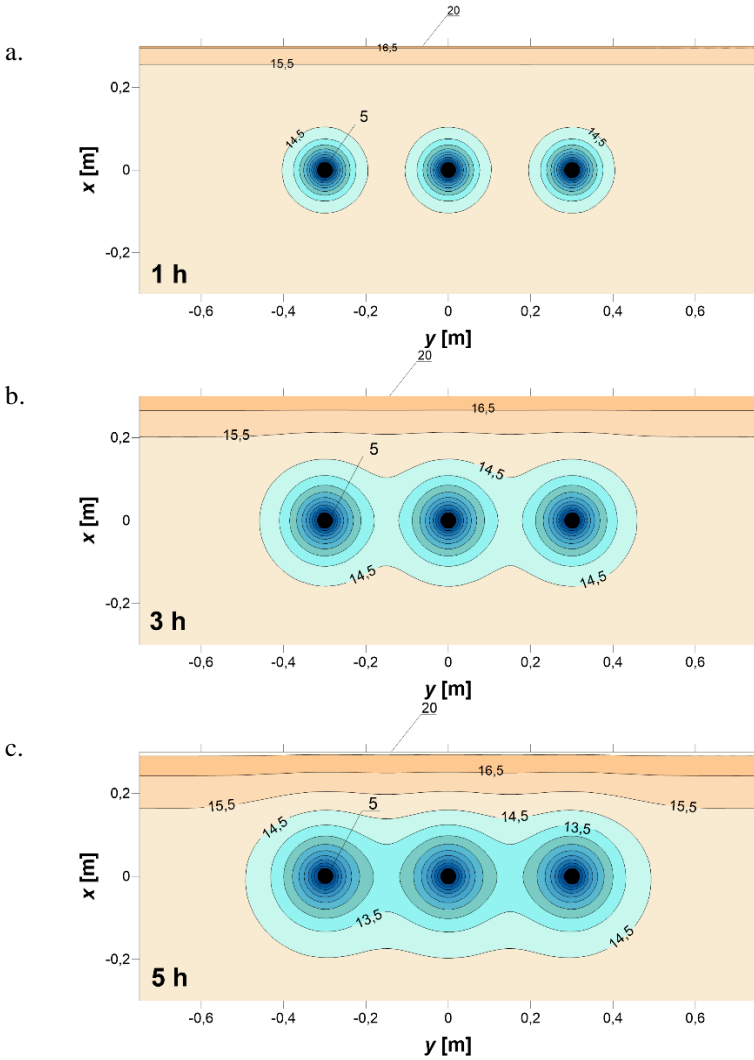 a.
20
16,5
15,5
0,2
5
14,5
14,5
0
x [m]
-0,2
1 h
-0,6 -0,4 -0,2 0 0,2 0,4 0,6
y [m]
b.
20
16,5
0,2
15,5
5
14,5
0
x [m]
14,5 14,5
-0,2
3 h
-0,6 -0,4 -0,2 0 0,2 0,4 0,6
y [m]
c.
20
16,5
0,2
15,5 15,5
5
14,5 14,5 13,5
0
x [m]
13,5
14,5
-0,2
5 h
-0,6 -0,4 -0,2 0 0,2 0,4 0,6
y [m]